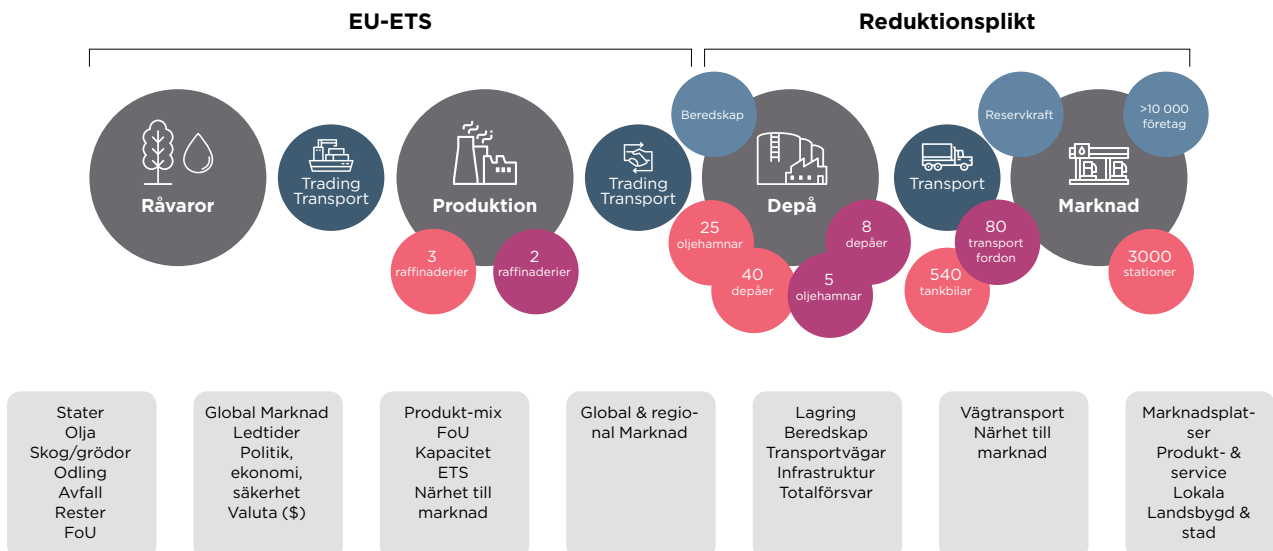 EU-ETS
Reduktionsplikt
Råvaror
Trading
Transport
Produktion
3
raffinaderier
2
raffinaderier
Trading
Transport
Beredskap
Depå
25
oljehamnar
40
depåer
5
oljehamnar
8
depåer
Transport
540
tankbilar
80
transport
fordon
Reservkraft
>10 000
företag
Marknad
3000
stationer
Stater
Olja
Skog/grödor
Odling
Avfall
Rester
FoU
Global Marknad
Ledtider
Politik,
ekonomi,
säkerhet
Valuta ($)
Produkt-mix
FoU
Kapacitet
ETS
Närhet till
marknad
Global & regio-
nal Marknad
Lagring
Beredskap
Transportvägar
Infrastruktur
Totalförsvar
Vägtransport
Närhet till
marknad
Marknadsplat-
ser
Produkt- &
service
Lokala
Landsbygd &
stad